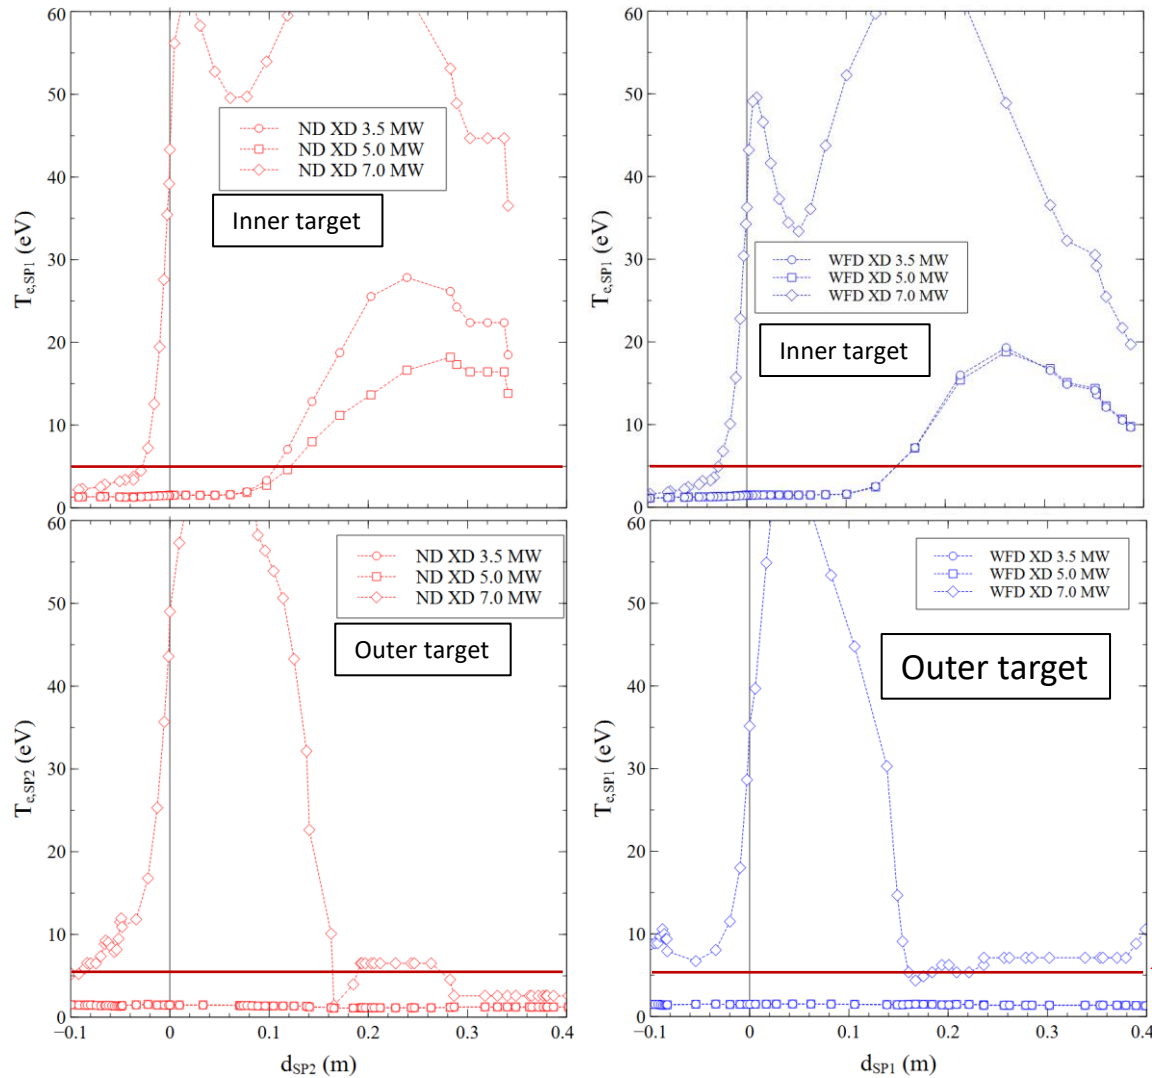 60
50
40
30
20
10
0
T_e,SP1 (eV)
ND XD 3.5 MW
ND XD 5.0 MW
ND XD 7.0 MW
Inner target
60
50
40
30
20
10
0
T_e,SP1 (eV)
WFD XD 3.5 MW
WFD XD 5.0 MW
WFD XD 7.0 MW
Inner target
60
50
40
30
20
10
0
T_e,SP2 (eV)
ND XD 3.5 MW
ND XD 5.0 MW
ND XD 7.0 MW
Outer target
−0.1 0 0.1 0.2 0.3 0.4
d_SP2 (m)
60
50
40
30
20
10
0
T_e,SP1 (eV)
WFD XD 3.5 MW
WFD XD 5.0 MW
WFD XD 7.0 MW
Outer target
−0.1 0 0.1 0.2 0.3 0.4
d_SP1 (m)